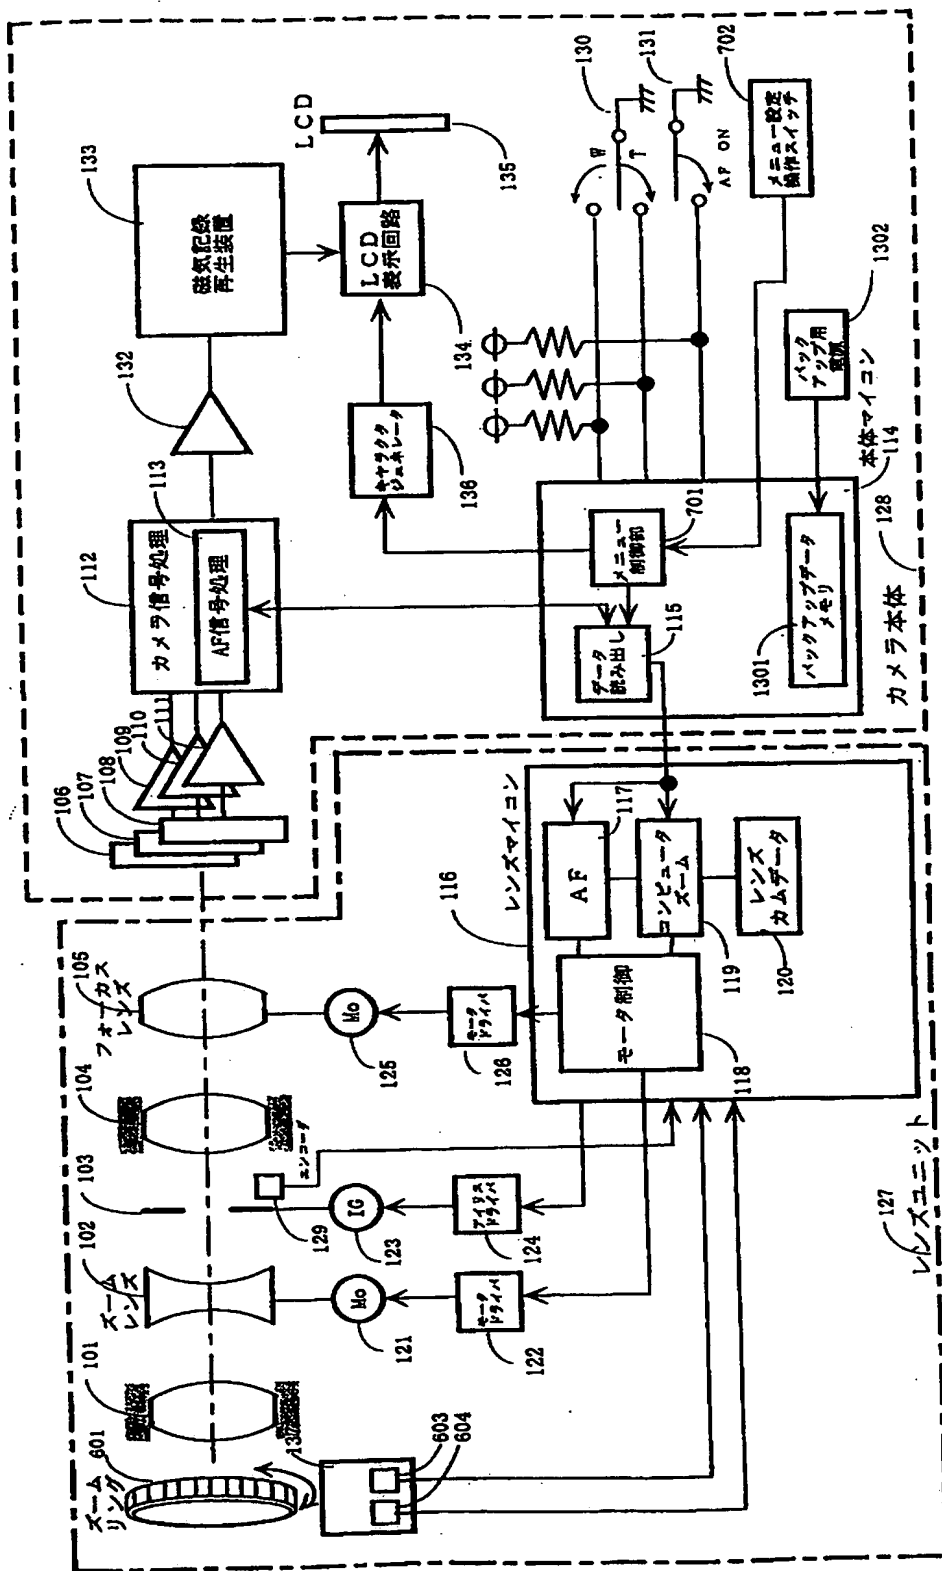 ズーム
リング
601
101
ズーム
レンズ
102
103
104
フォーカス
レンズ
105
106
107
108
109
110
111
112
カメラ信号処理
113
AF信号処理
132
133
磁気記録
再生装置
LCD
135
LCD
表示回路
134
キャラクタ
ジェネレータ
136
130
W
T
131
AF ON
702
メニュー設定
操作スイッチ
1302
バック
アップ用
電源
本体マイコン
114
メニュー
制御部
701
データ
読み出し
115
バックアップデータ
メモリ
1301
128
カメラ本体
603
604
Mo
121
モータ
ドライバ
122
エンコーダ
129
IG
123
アイリス
ドライバ
124
Mo
125
モータ
ドライバ
126
レンズマイコン
116
AF
117
コンピュータ
ズーム
119
レンズ
カムデータ
120
モータ制御
118
レンズユニット
127